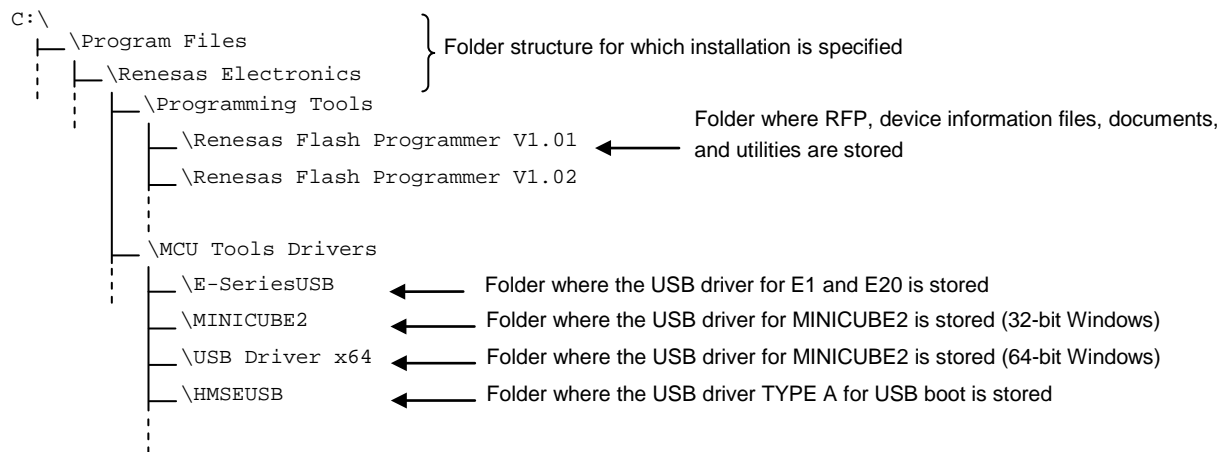 C:\
\Program Files
Folder structure for which installation is specified
\Renesas Electronics
\Programming Tools
\Renesas Flash Programmer V1.01
Folder where RFP, device information files, documents,
and utilities are stored
\Renesas Flash Programmer V1.02
\MCU Tools Drivers
\E-SeriesUSB Folder where the USB driver for E1 and E20 is stored
\MINICUBE2 Folder where the USB driver for MINICUBE2 is stored (32-bit Windows)
\USB Driver x64 Folder where the USB driver for MINICUBE2 is stored (64-bit Windows)
\HMSEUSB Folder where the USB driver TYPE A for USB boot is stored